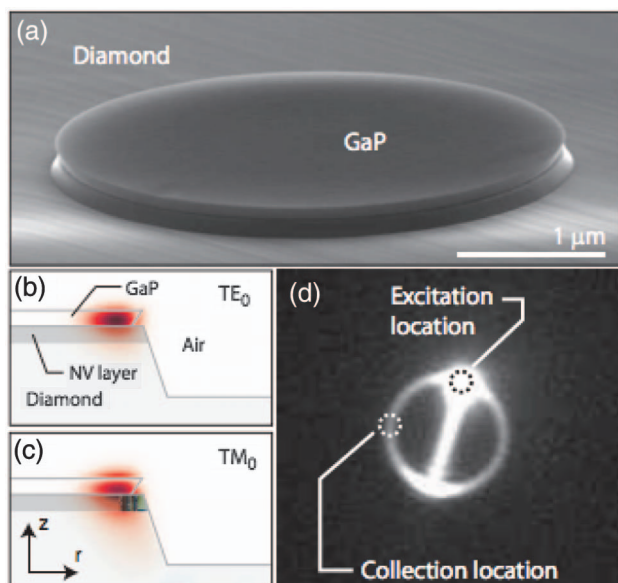 (a)
Diamond
GaP
1 μm
(b)
GaP
TE0
Air
NV layer
Diamond
(c)
TM0
z
r
(d)
Excitation
location
Collection location